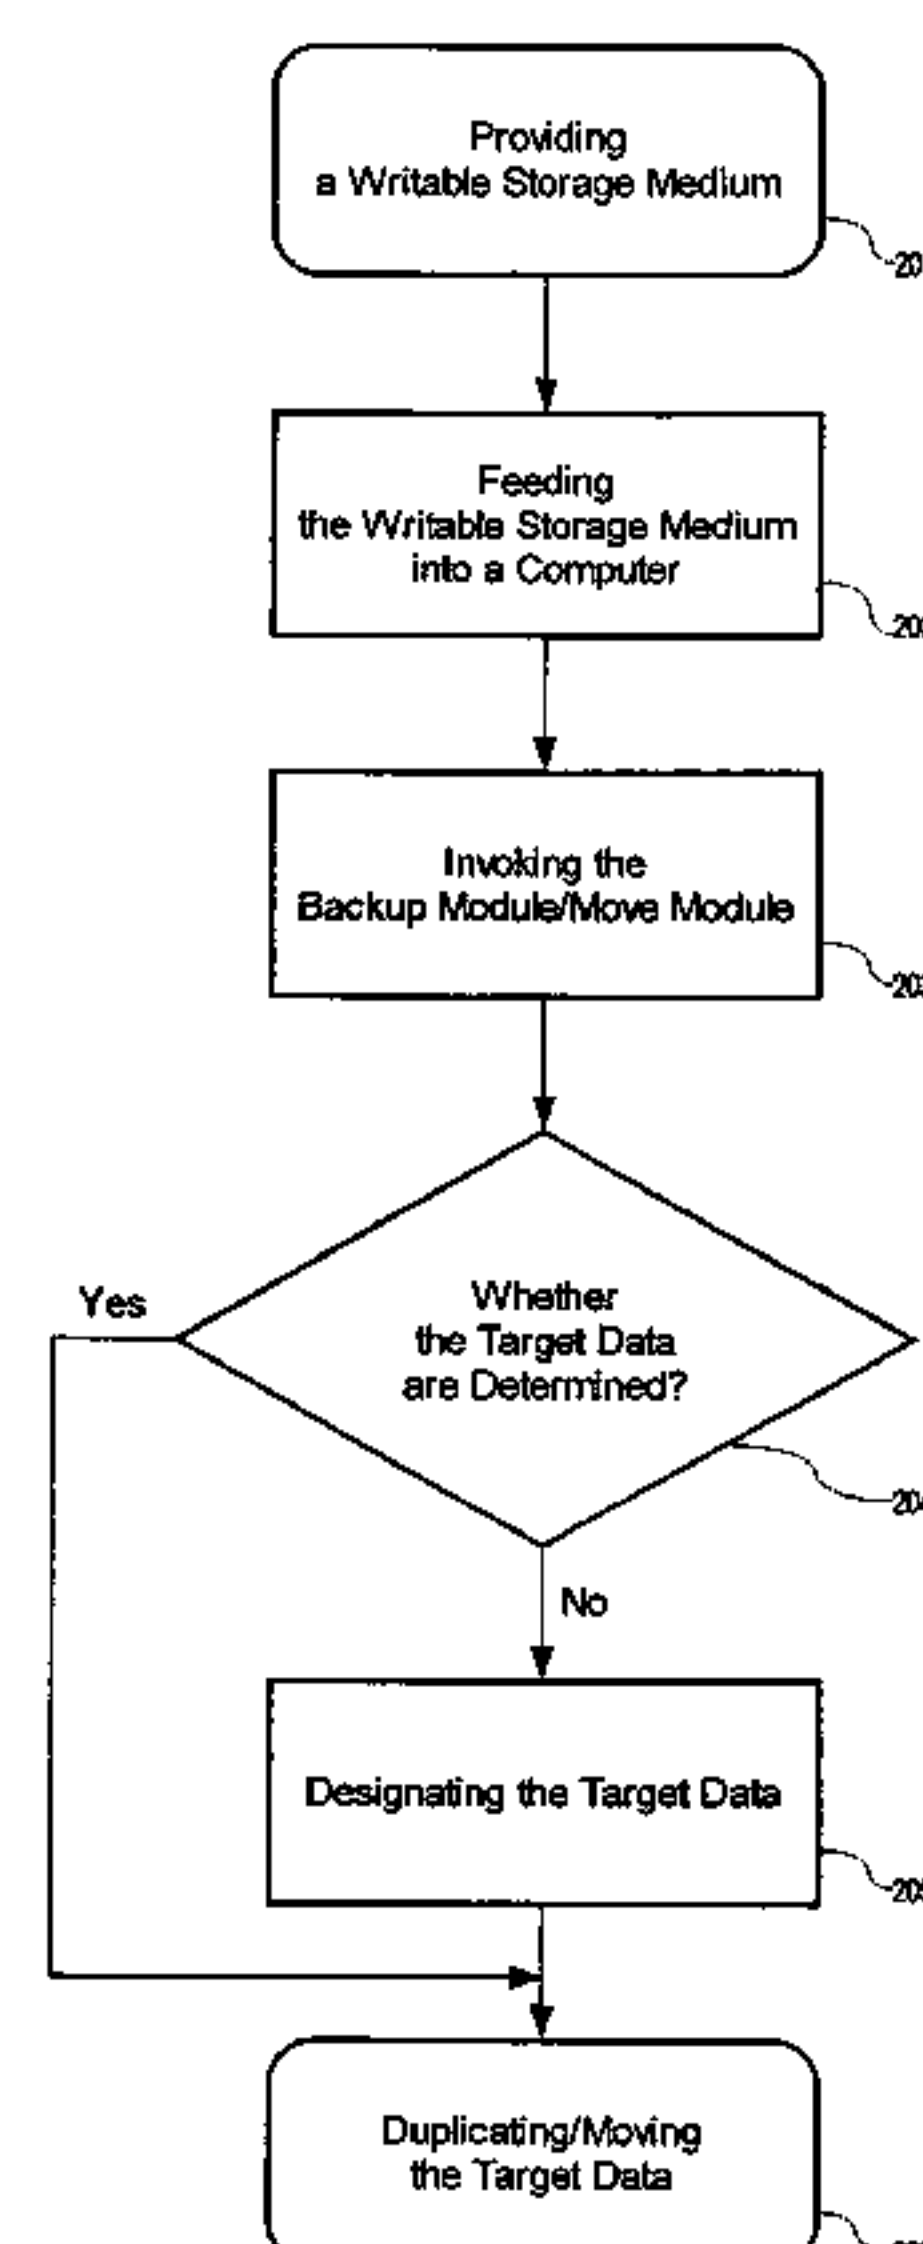 Providing
a Writable Storage Medium
Feeding
the Writable Storage Medium
into a Computer
Invoking the
Backup Module/Move Module
Whether
the Target Data
are Determined?
Yes
No
Designating the Target Data
Duplicating/Moving
the Target Data